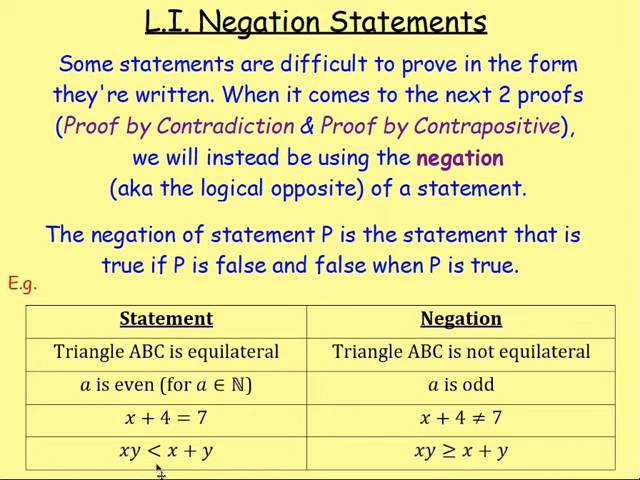 L.I. Negation Statements
Some statements are difficult to prove in the form
they're written. When it comes to the next 2 proofs
(Proof by Contradiction & Proof by Contrapositive),
we will instead be using the negation
(aka the logical opposite) of a statement.
The negation of statement P is the statement that is
true if P is false and false when P is true.
E.g.
Statement Negation
Triangle ABC is equilateral Triangle ABC is not equilateral
a is even (for a ∈ ℕ) a is odd
x + 4 = 7 x + 4 ≠ 7
xy < x + y xy ≥ x + y